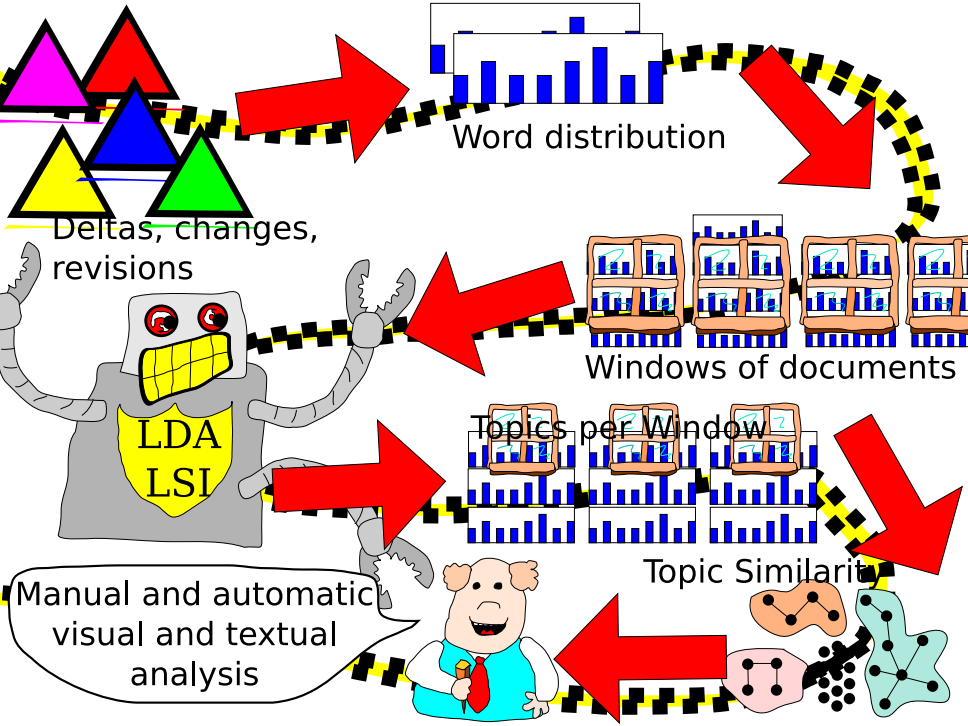 Word distribution
Deltas, changes,
revisions
Windows of documents
LDA
LSI
Topics per Window
Topic Similarity
Manual and automatic
visual and textual
analysis